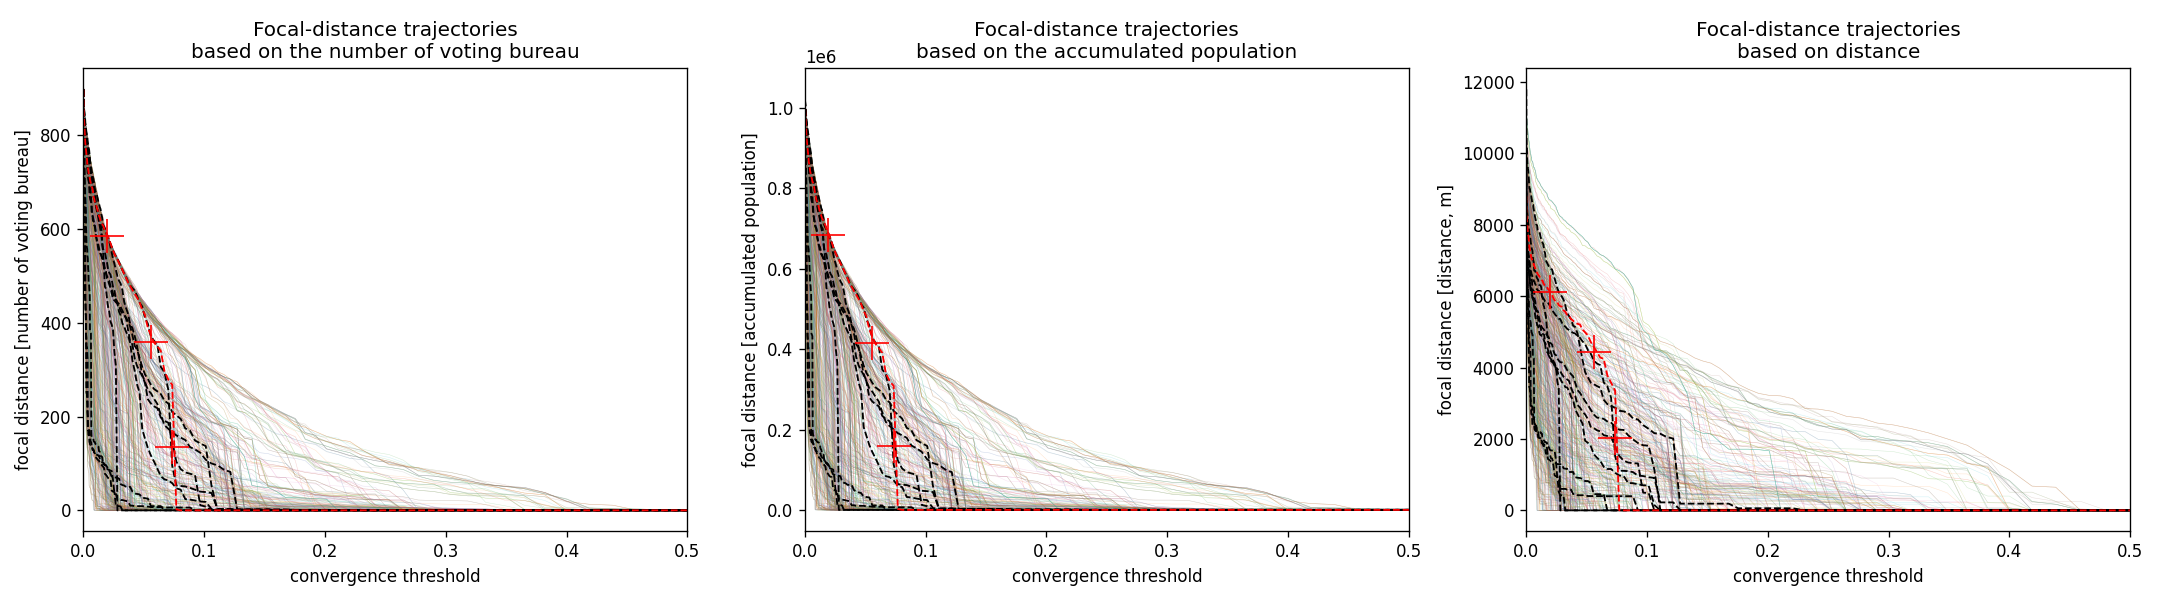 Focal-distance trajectories
based on the number of voting bureau
focal distance [number of voting bureau]
800
600
400
200
0
0.0 0.1 0.2 0.3 0.4 0.5
convergence threshold
Focal-distance trajectories
based on the accumulated population
1e6
focal distance [accumulated population]
1.0
0.8
0.6
0.4
0.2
0.0
0.0 0.1 0.2 0.3 0.4 0.5
convergence threshold
Focal-distance trajectories
based on distance
focal distance [distance, m]
12000
10000
8000
6000
4000
2000
0
0.0 0.1 0.2 0.3 0.4 0.5
convergence threshold